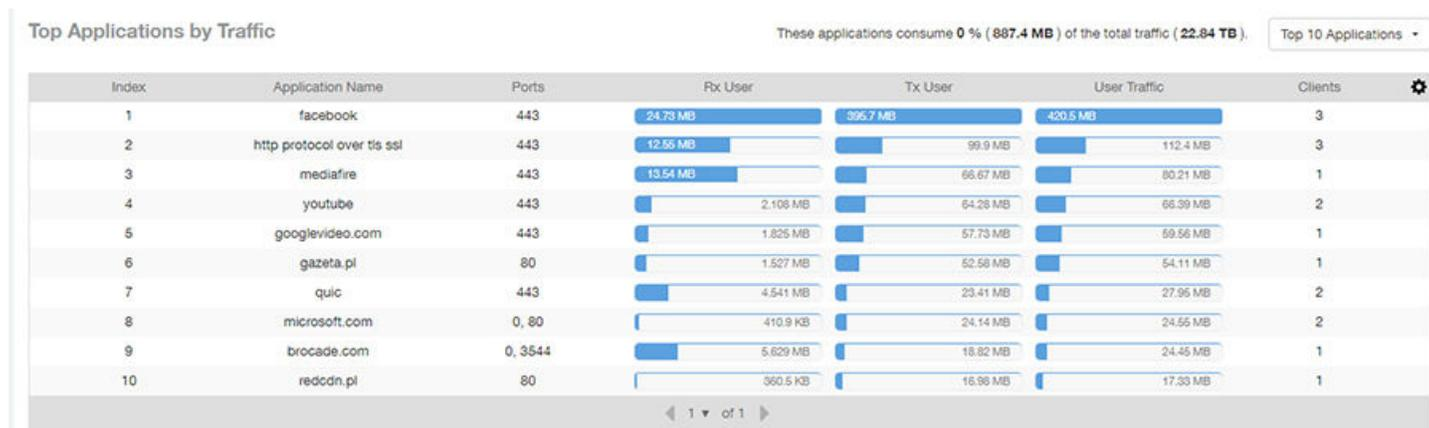 Top Applications by Traffic
These applications consume 0 % ( 887.4 MB ) of the total traffic ( 22.84 TB ).
Top 10 Applications
Index Application Name Ports Rx User Tx User User Traffic Clients
1 facebook 443 24.73 MB 395.7 MB 420.5 MB 3
2 http protocol over tls ssl 443 12.55 MB 99.9 MB 112.4 MB 3
3 mediafire 443 13.54 MB 66.67 MB 80.21 MB 1
4 youtube 443 2.108 MB 64.28 MB 66.39 MB 2
5 googlevideo.com 443 1.825 MB 57.73 MB 59.56 MB 1
6 gazeta.pl 80 1.527 MB 52.58 MB 54.11 MB 1
7 quic 443 4.541 MB 23.41 MB 27.95 MB 2
8 microsoft.com 0, 80 410.9 KB 24.14 MB 24.55 MB 2
9 brocade.com 0, 3544 5.629 MB 18.82 MB 24.45 MB 1
10 redcdn.pl 80 360.5 KB 16.98 MB 17.33 MB 1
1 of 1